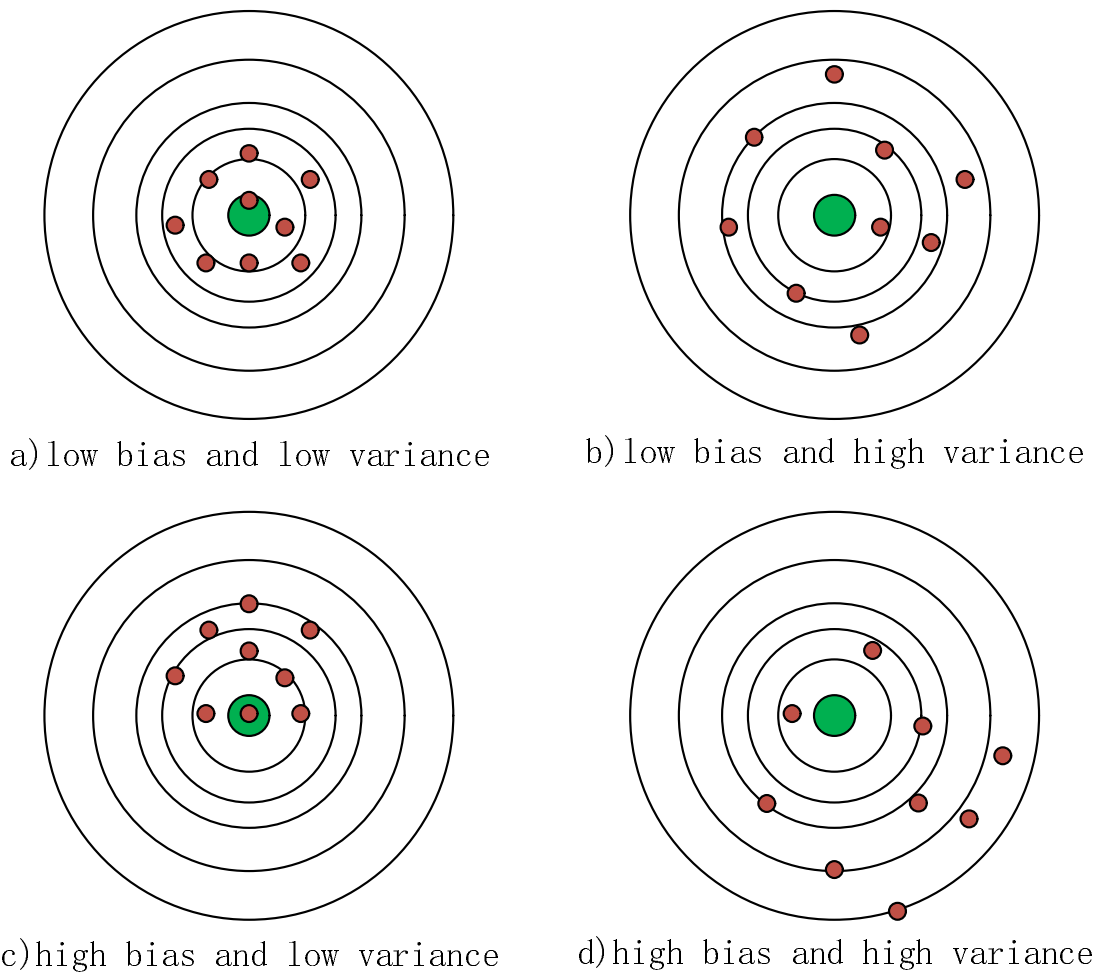 a)low bias and low variance
b)low bias and high variance
c)high bias and low variance
d)high bias and high variance